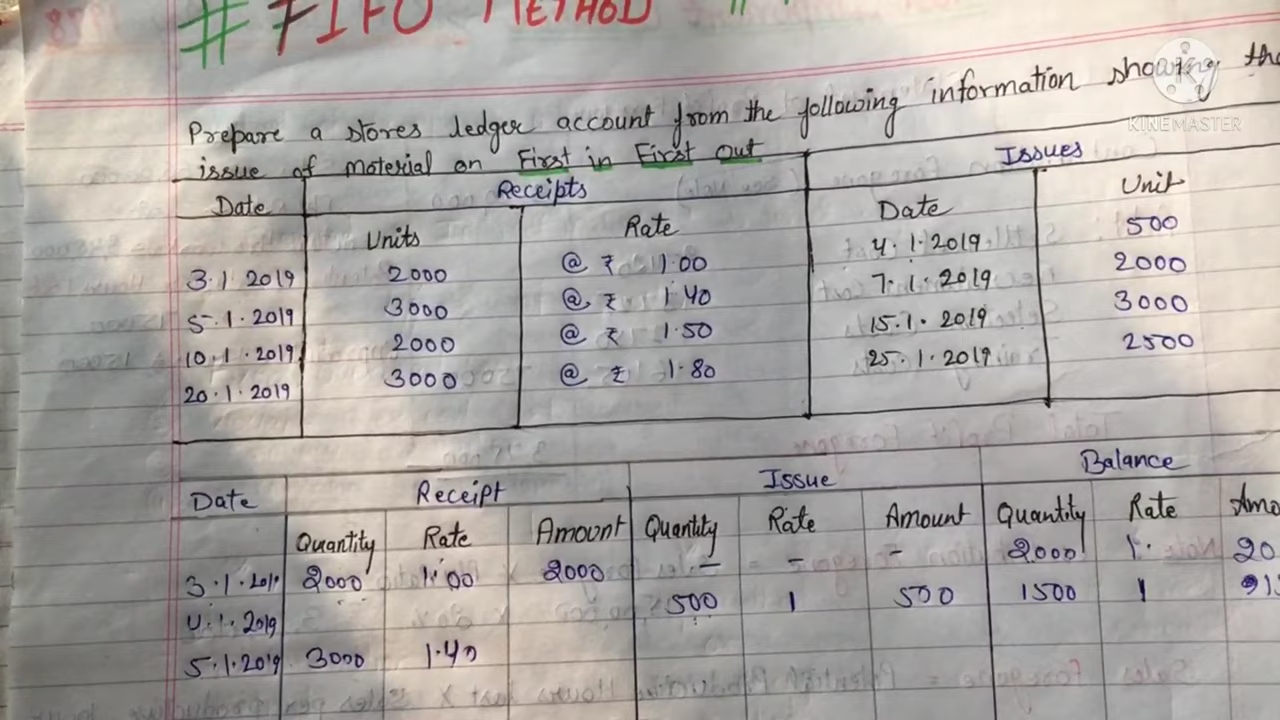 # FIFO METHOD #
KINEMASTER
Prepare a stores ledger account from the following information showing the
issue of material on First in First Out
Date Receipts Issues
Units Rate Date Unit
3.1.2019 2000 @ ₹ 1.00 4.1.2019 500
5.1.2019 3000 @ ₹ 1.40 7.1.2019 2000
10.1.2019 2000 @ ₹ 1.50 15.1.2019 3000
20.1.2019 3000 @ ₹ 1.80 25.1.2019 2500
Date Receipt Issue Balance
Quantity Rate Amount Quantity Rate Amount Quantity Rate Amo
3.1.2019 2000 1.00 2000 – – - 2000 1. 20
4.1.2019 500 1 500 1500 1
5.1.2019 3000 1.40